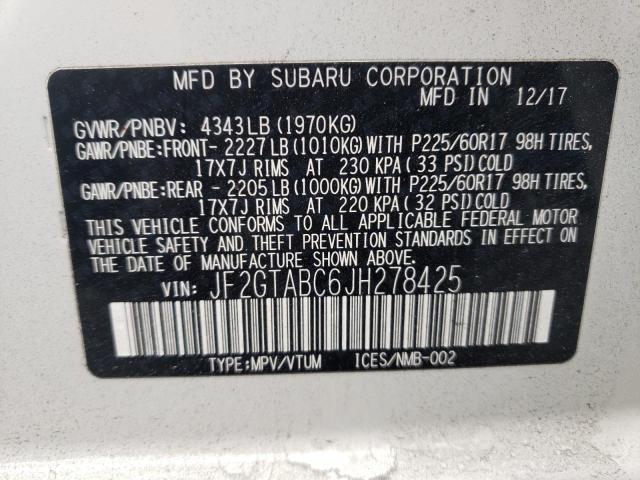 MFD BY SUBARU CORPORATION
MFD IN 12/17
GVWR/PNBV: 4343LB (1970KG)
GAWR/PNBE:FRONT- 2227LB(1010KG)WITH P225/60R17 98H TIRES,
17X7J RIMS AT 230 KPA (33 PSI)COLD
GAWR/PNBE:REAR - 2205LB(1000KG)WITH P225/60R17 98H TIRES,
17X7J RIMS AT 220 KPA (32 PSI)COLD
THIS VEHICLE CONFORMS TO ALL APPLICABLE FEDERAL MOTOR
VEHICLE SAFETY AND THEFT PREVENTION STANDARDS IN EFFECT ON
THE DATE OF MANUFACTURE SHOWN ABOVE.
VIN: JF2GTABC6JH278425
TYPE:MPV/VTUM ICES/NMB-002